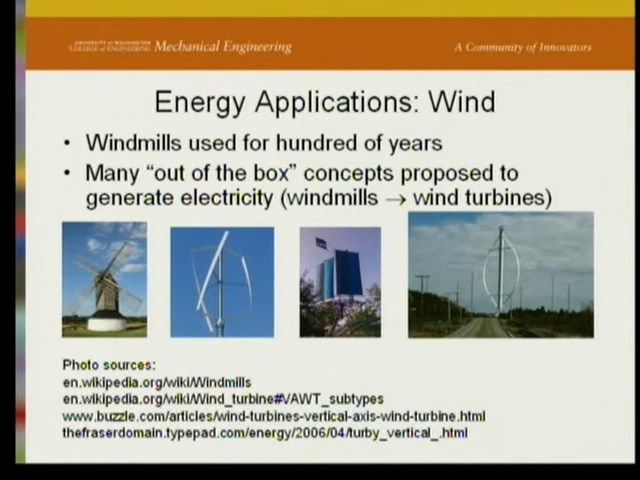 UNIVERSITY OF WASHINGTON
COLLEGE of ENGINEERING Mechanical Engineering
A Community of Innovators
Energy Applications: Wind
• Windmills used for hundred of years
• Many “out of the box” concepts proposed to
generate electricity (windmills → wind turbines)
Photo sources:
en.wikipedia.org/wiki/Windmills
en.wikipedia.org/wiki/Wind_turbine#VAWT_subtypes
www.buzzle.com/articles/wind-turbines-vertical-axis-wind-turbine.html
thefraserdomain.typepad.com/energy/2006/04/turby_vertical_.html